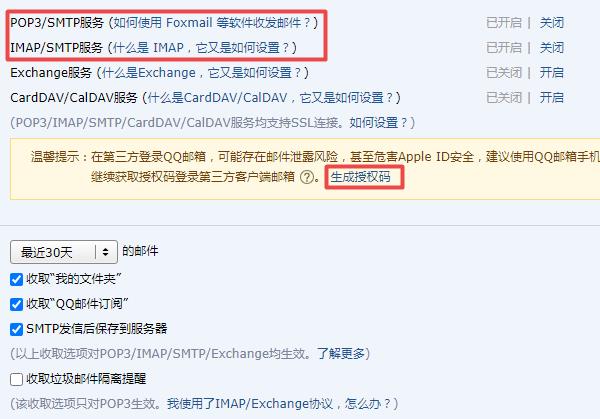 POP3/SMTP服务 (如何使用 Foxmail 等软件收发邮件？) 已开启 | 关闭
IMAP/SMTP服务 (什么是 IMAP，它又是如何设置？) 已开启 | 关闭
Exchange服务 (什么是Exchange，它又是如何设置？) 已关闭 | 开启
CardDAV/CalDAV服务 (什么是CardDAV/CalDAV，它又是如何设置？) 已关闭 | 开启
(POP3/IMAP/SMTP/CardDAV/CalDAV服务均支持SSL连接。如何设置？)
温馨提示：在第三方登录QQ邮箱，可能存在邮件泄露风险，甚至危害Apple ID安全，建议使用QQ邮箱手机
继续获取授权码登录第三方客户端邮箱 ?。 生成授权码
最近30天 的邮件
收取“我的文件夹”
收取“QQ邮件订阅”
SMTP发信后保存到服务器
(以上收取选项对POP3/IMAP/SMTP/Exchange均生效。了解更多)
收取垃圾邮件隔离提醒
(该收取选项只对POP3生效。我使用了IMAP/Exchange协议，怎么办？)